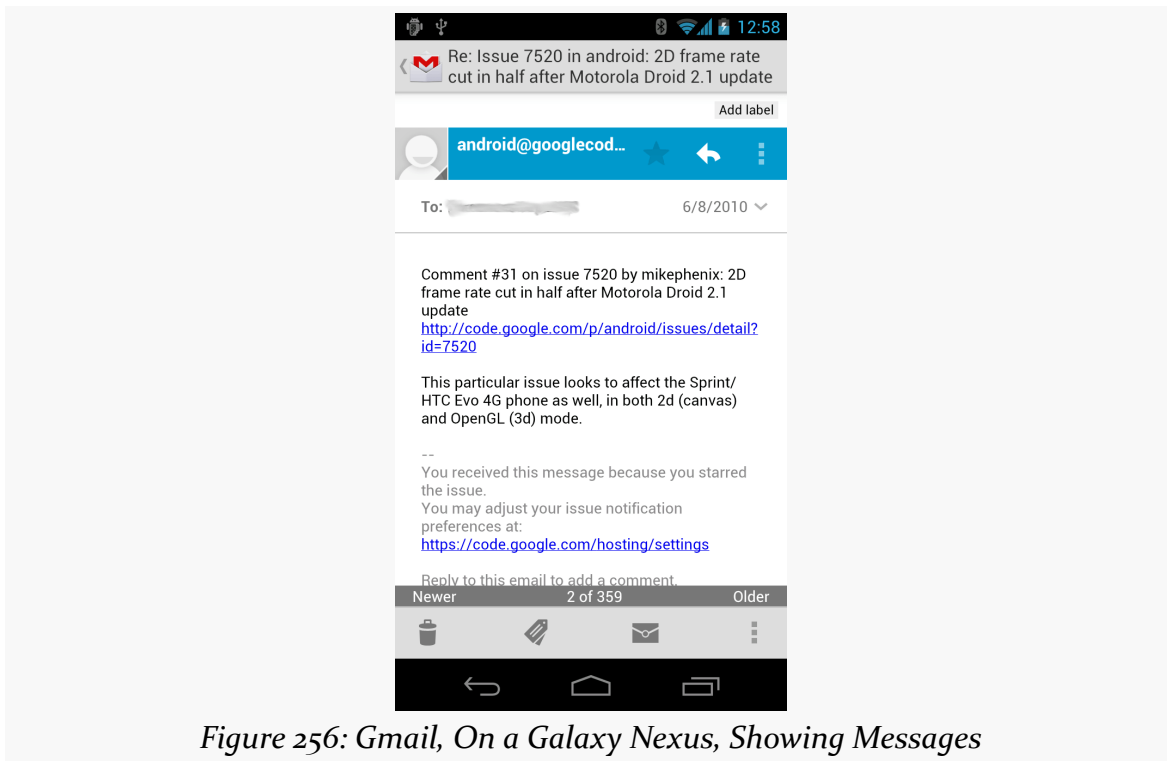 12:58
Re: Issue 7520 in android: 2D frame rate
cut in half after Motorola Droid 2.1 update
Add label
android@googlecod...
To:
6/8/2010
Comment #31 on issue 7520 by mikephenix: 2D
frame rate cut in half after Motorola Droid 2.1
update
http://code.google.com/p/android/issues/detail?
id=7520
This particular issue looks to affect the Sprint/
HTC Evo 4G phone as well, in both 2d (canvas)
and OpenGL (3d) mode.
--
You received this message because you starred
the issue.
You may adjust your issue notification
preferences at:
https://code.google.com/hosting/settings
Reply to this email to add a comment.
Newer 2 of 359 Older
Figure 256: Gmail, On a Galaxy Nexus, Showing Messages